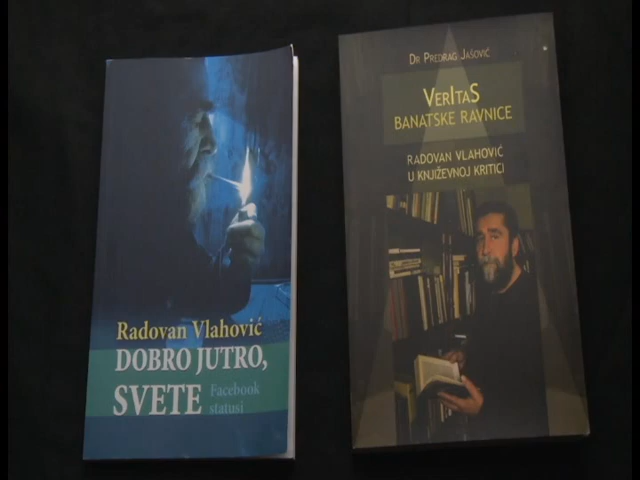 Radovan Vlahović
DOBRO JUTRO,
SVETE
Facebook
statusi
DR PREDRAG JAŠOVIĆ
VERITAS
BANATSKE RAVNICE
RADOVAN VLAHOVIĆ
U KNJIŽEVNOJ KRITICI